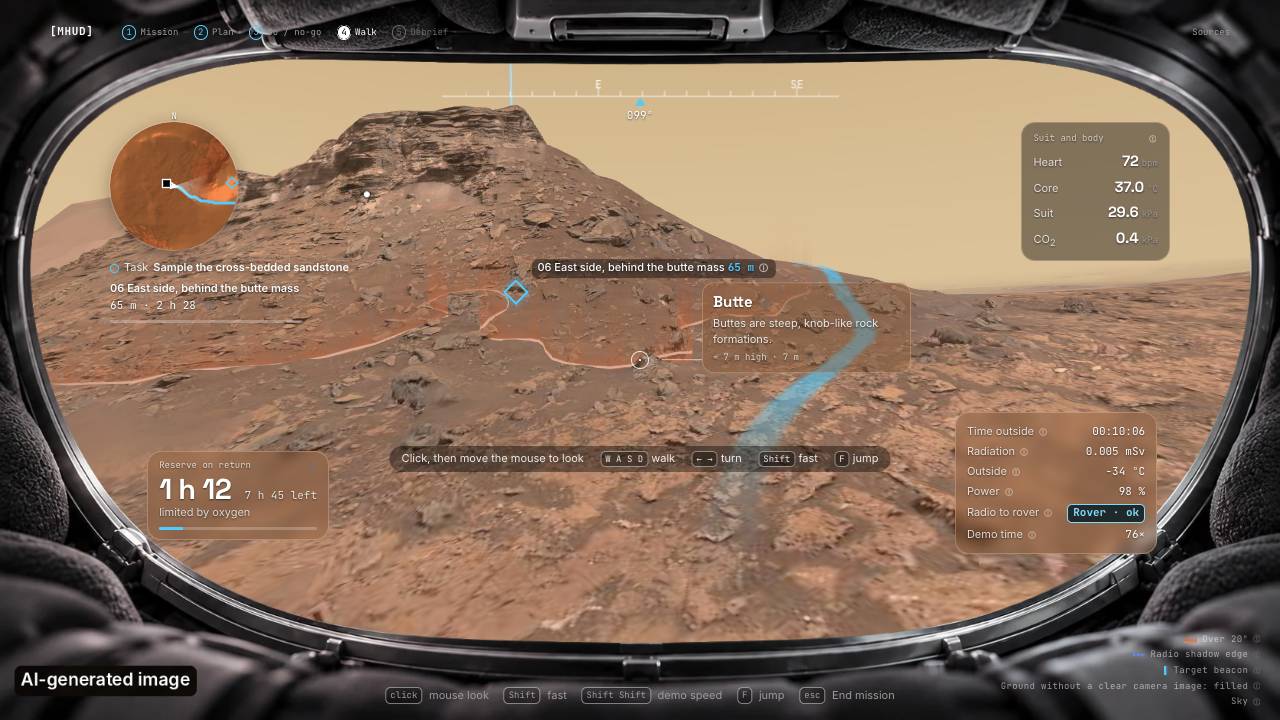 [MHUD]
1 Mission
2 Plan
/ no-go
4 Walk
5 Debrief
Sources
E
SE
099°
N
Task Sample the cross-bedded sandstone
06 East side, behind the butte mass
65 m · 2 h 28
06 East side, behind the butte mass 65 m
Butte
Buttes are steep, knob-like rock
formations.
< 7 m high · 7 m
Suit and body
Heart 72 bpm
Core 37.0 °C
Suit 29.6 kPa
CO2 0.4 kPa
Click, then move the mouse to look W A S D walk ← → turn Shift fast F jump
Reserve on return
1 h 12 7 h 45 left
limited by oxygen
Time outside 00:10:06
Radiation 0.005 mSv
Outside -34 °C
Power 98 %
Radio to rover Rover · ok
Demo time 76×
Over 20°
Radio shadow edge
Target beacon
Ground without a clear camera image: filled
Sky
AI-generated image
click mouse look Shift fast Shift Shift demo speed F jump esc End mission